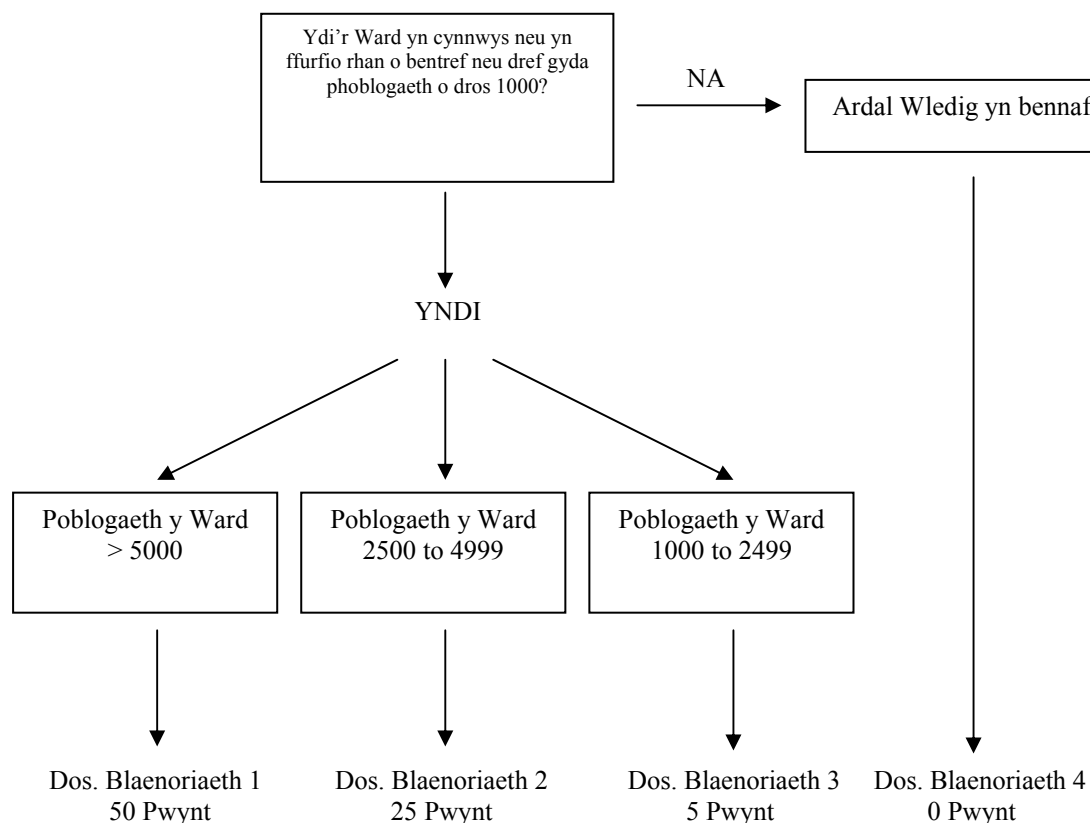 Ydi'r Ward yn cynnwys neu yn
ffurfio rhan o bentref neu dref gyda
phoblogaeth o dros 1000?
NA
Ardal Wledig yn bennaf
YNDI
Poblogaeth y Ward
> 5000
Poblogaeth y Ward
2500 to 4999
Poblogaeth y Ward
1000 to 2499
Dos. Blaenoriaeth 1
50 Pwynt
Dos. Blaenoriaeth 2
25 Pwynt
Dos. Blaenoriaeth 3
5 Pwynt
Dos. Blaenoriaeth 4
0 Pwynt